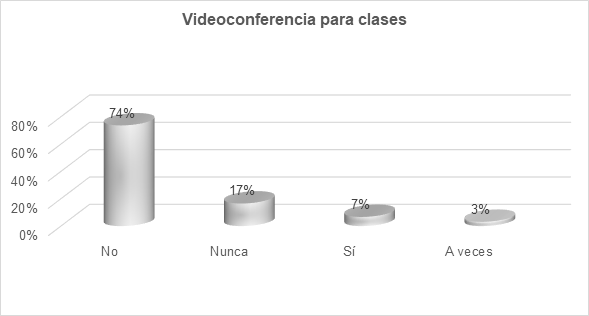 Videoconferencia para clases
80%
60%
40%
20%
0%
74%
17%
7%
3%
No
Nunca
Sí
A veces